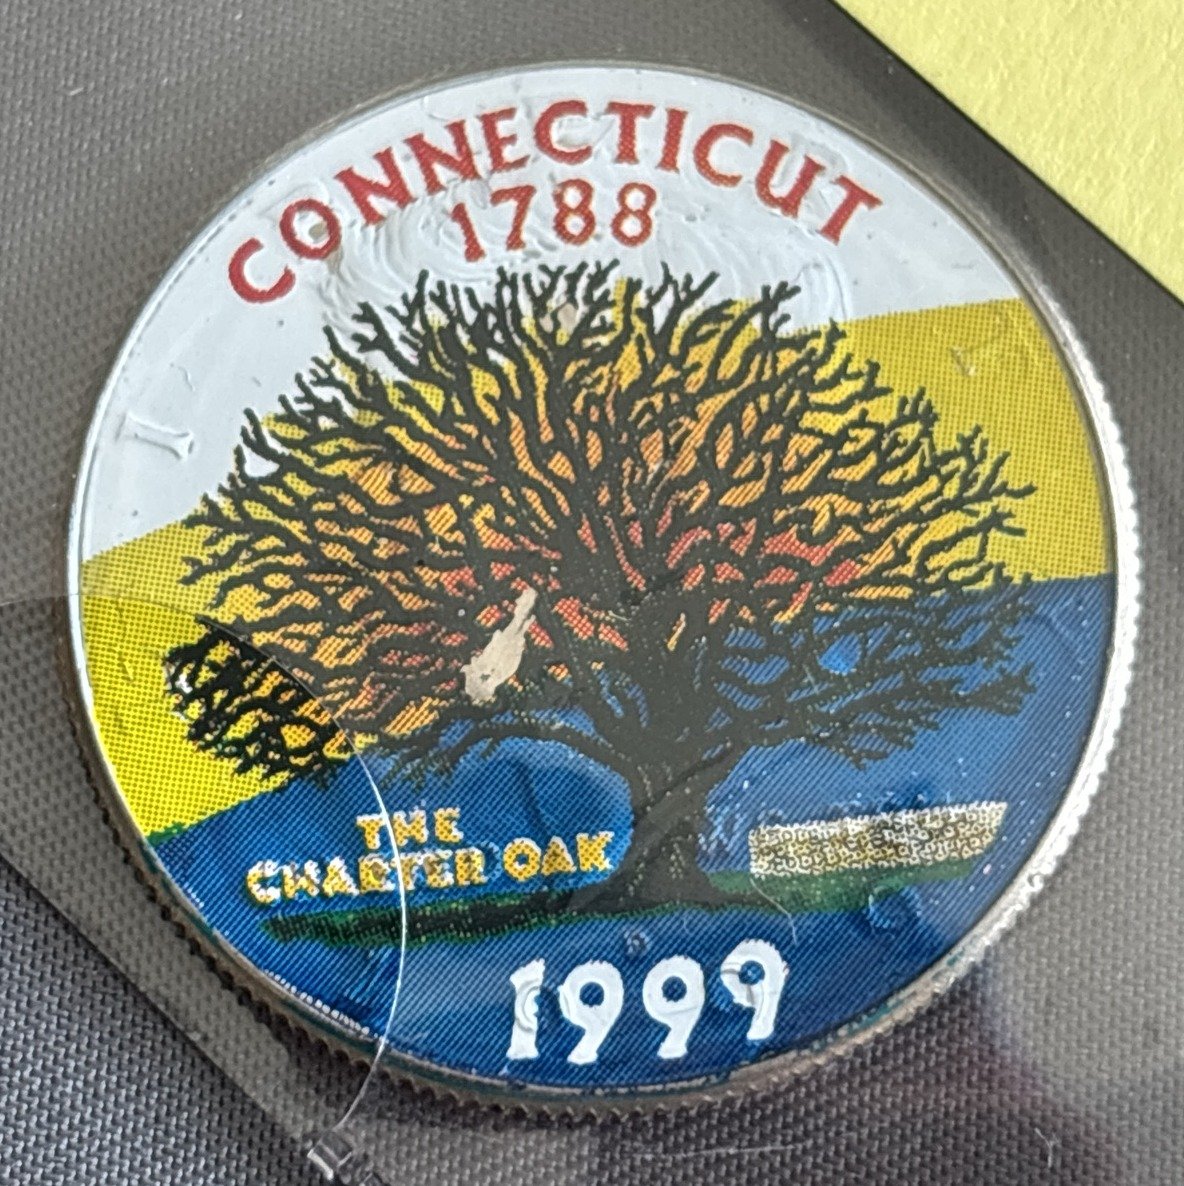 CONNECTICUT
1788
THE
CHARTER OAK
1999